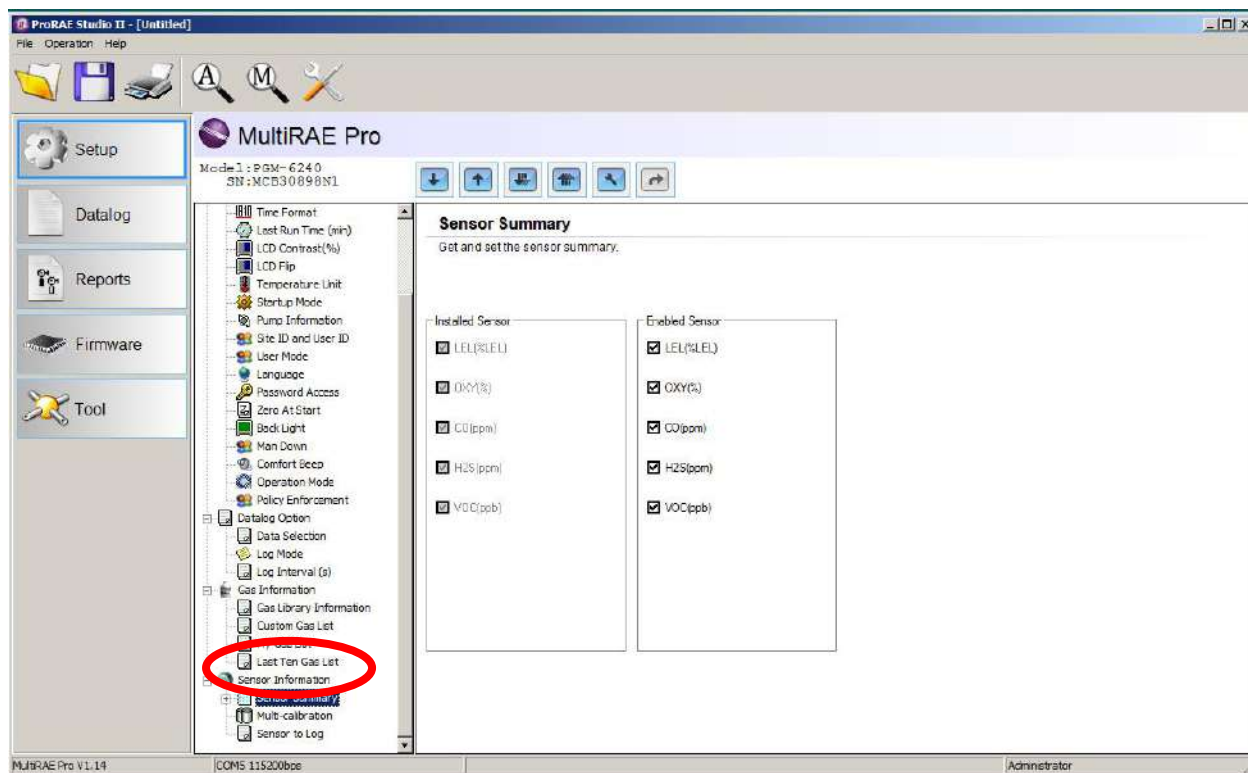 ProRAE Studio II - [Untitled]
File Operation Help
A M
MultiRAE Pro
Model:PGM-6240
SN:MCB30898N1
Setup
Datalog
Reports
Firmware
Tool
Time Format
Last Run Time (min)
LCD Contrast(%)
LCD Flip
Temperature Unit
Startup Mode
Pump Information
Site ID and User ID
User Mode
Language
Password Access
Zero At Start
Back Light
Man Down
Comfort Beep
Operation Mode
Policy Enforcement
Datalog Option
Data Selection
Log Mode
Log Interval (s)
Gas Information
Gas Library Information
Custom Gas List
Last Ten Gas List
Sensor Information
Sensor Summary
Multi-calibration
Sensor to Log
Sensor Summary
Get and set the sensor summary.
Installed Sensor
LEL(%LEL)
OXY(%)
CO(ppm)
H2S(ppm)
VOC(ppb)
Enabled Sensor
LEL(%LEL)
OXY(%)
CO(ppm)
H2S(ppm)
VOC(ppb)
MultiRAE Pro V1.14
COM5 115200bps
Administrator